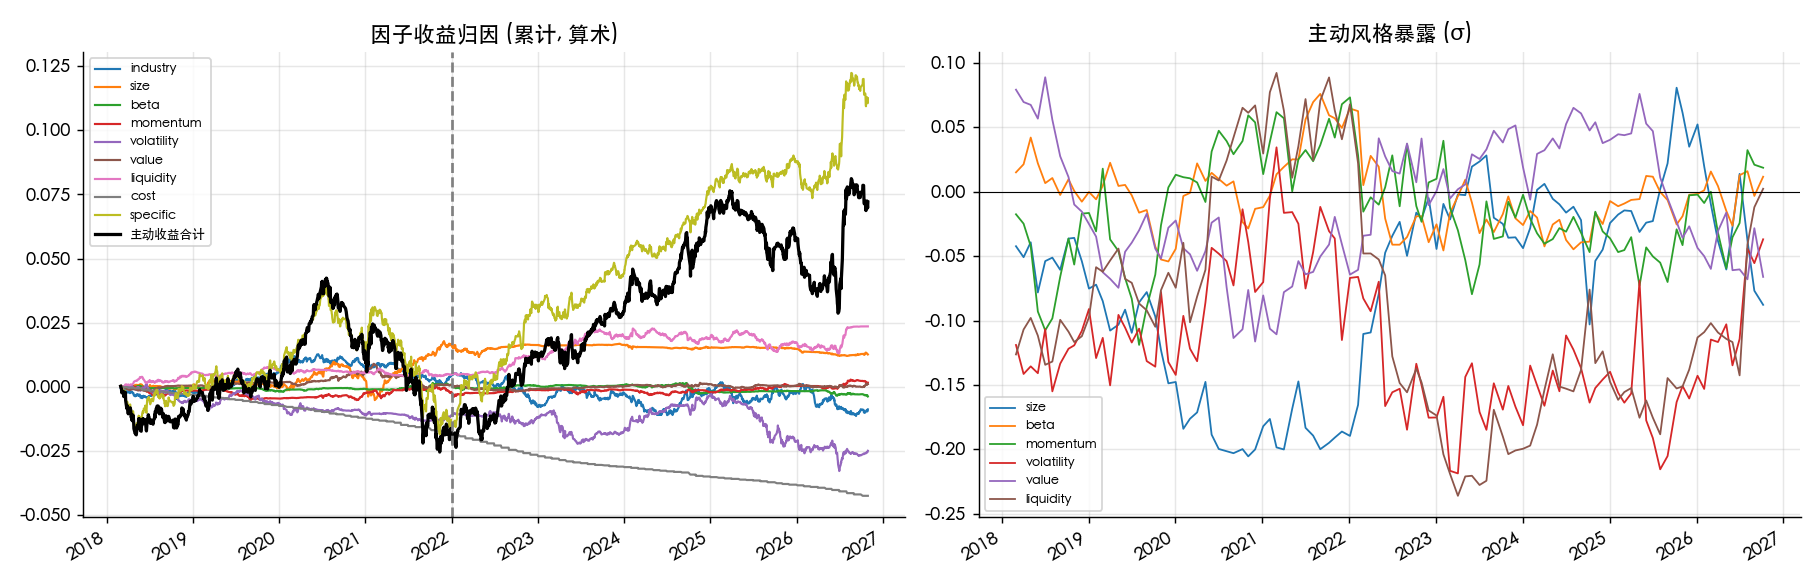 因子收益归因 (累计, 算术)
0.125
0.100
0.075
0.050
0.025
0.000
-0.025
-0.050
industry
size
beta
momentum
volatility
value
liquidity
cost
specific
主动收益合计
2018
2019
2020
2021
2022
2023
2024
2025
2026
2027
主动风格暴露 (σ)
0.10
0.05
0.00
-0.05
-0.10
-0.15
-0.20
-0.25
size
beta
momentum
volatility
value
liquidity
2018
2019
2020
2021
2022
2023
2024
2025
2026
2027